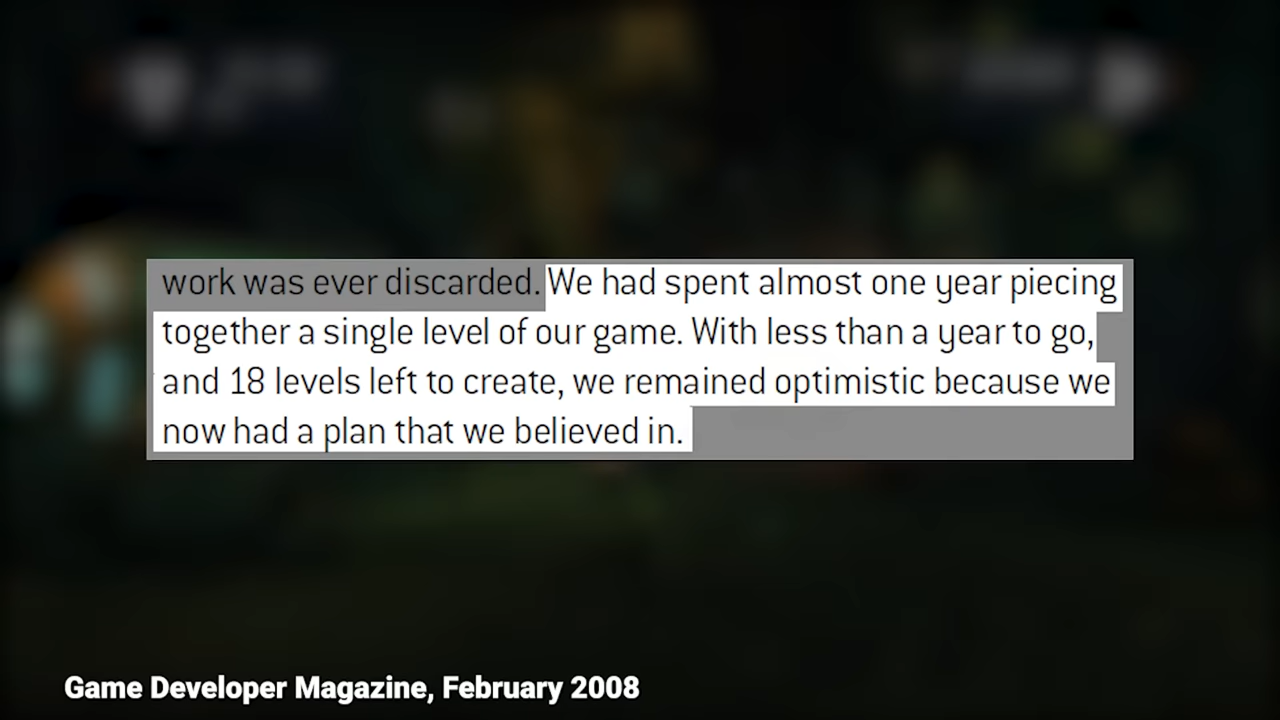 work was ever discarded. We had spent almost one year piecing
together a single level of our game. With less than a year to go,
and 18 levels left to create, we remained optimistic because we
now had a plan that we believed in.
Game Developer Magazine, February 2008